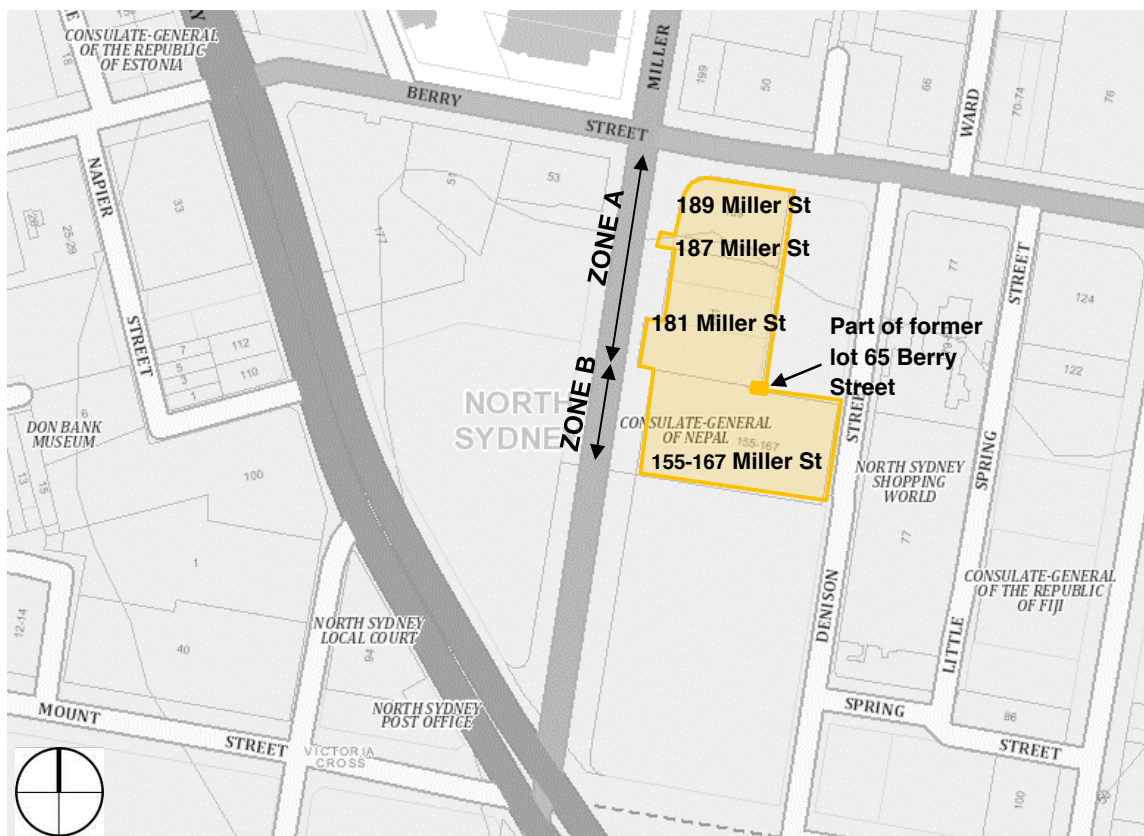 CONSULATE-GENERAL
OF THE REPUBLIC
OF ESTONIA
78
BERRY
STREET
MILLER
199
50
66
WARD
70-74
76
NAPIER
STREET
33
28
25-29
177
51
53
ZONE A
189 Miller St
187 Miller St
181 Miller St
Part of former
lot 65 Berry
Street
77
STREET
124
122
7
5
3
1
112
110
ZONE B
NORTH
SYDNEY
CONSULATE-GENERAL
OF NEPAL
155-167
155-167 Miller St
STREET
DENISON
NORTH SYDNEY
SHOPPING
WORLD
77
SPRING
LITTLE
CONSULATE-GENERAL
OF THE REPUBLIC
OF FIJI
6
DON BANK
MUSEUM
13
15
100
1
12-14
40
NORTH SYDNEY
LOCAL COURT
94
NORTH SYDNEY
POST OFFICE
MOUNT
STREET
VICTORIA
CROSS
SPRING
STREET
86
100